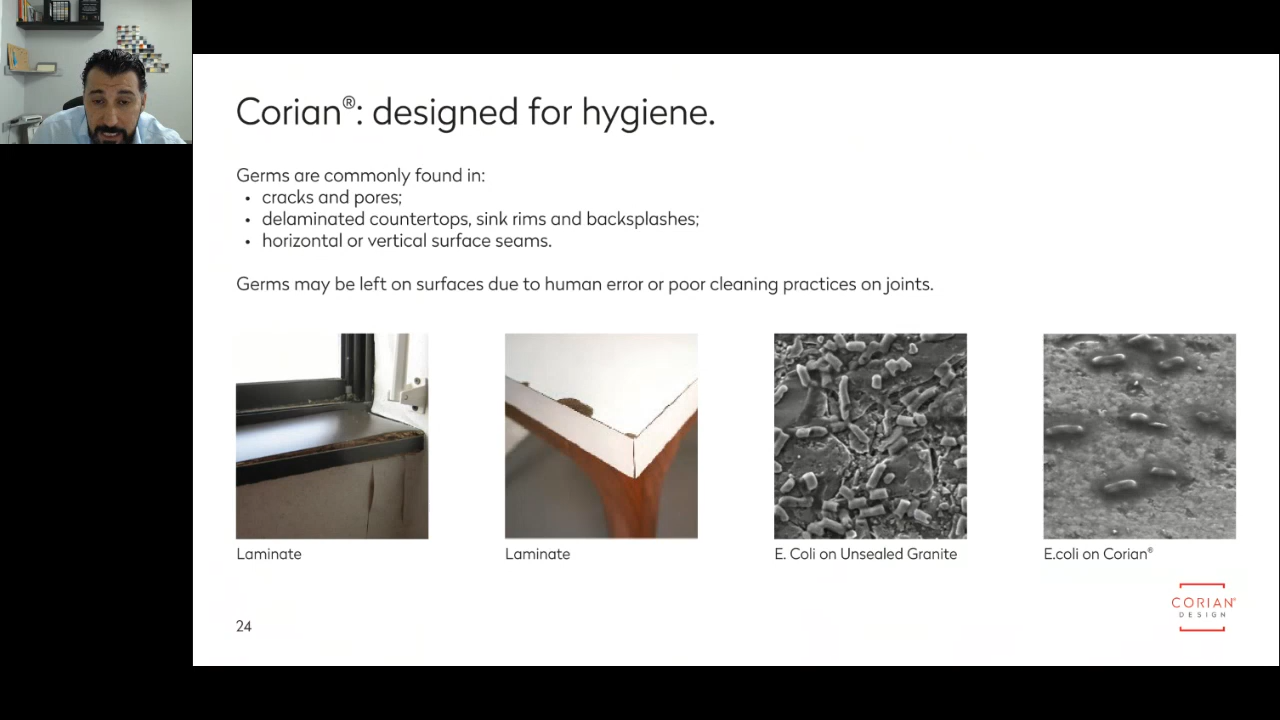 Corian®: designed for hygiene.
Germs are commonly found in:
• cracks and pores;
• delaminated countertops, sink rims and backsplashes;
• horizontal or vertical surface seams.
Germs may be left on surfaces due to human error or poor cleaning practices on joints.
Laminate
Laminate
E. Coli on Unsealed Granite
E.coli on Corian®
24
CORIAN®
DESIGN